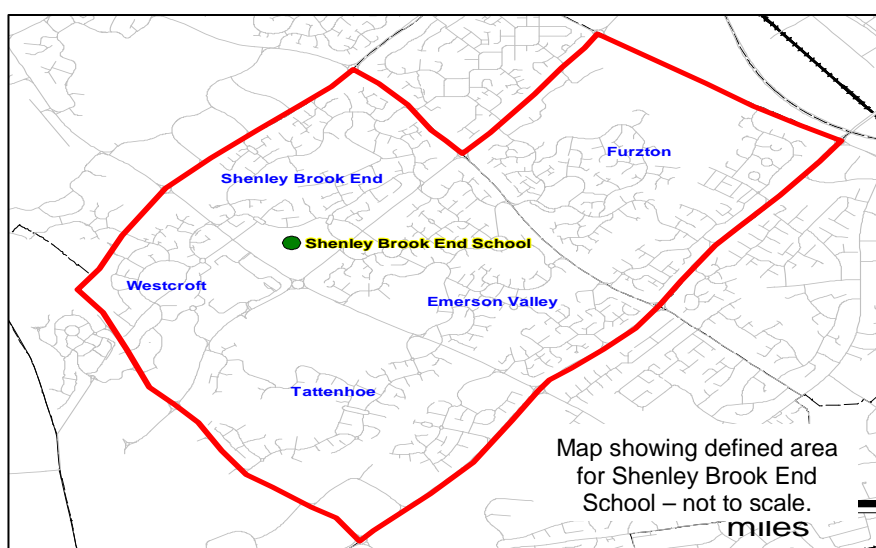 Furzton
Shenley Brook End
Shenley Brook End School
Westcroft
Emerson Valley
Tattenhoe
Map showing defined area
for Shenley Brook End
School – not to scale.
miles